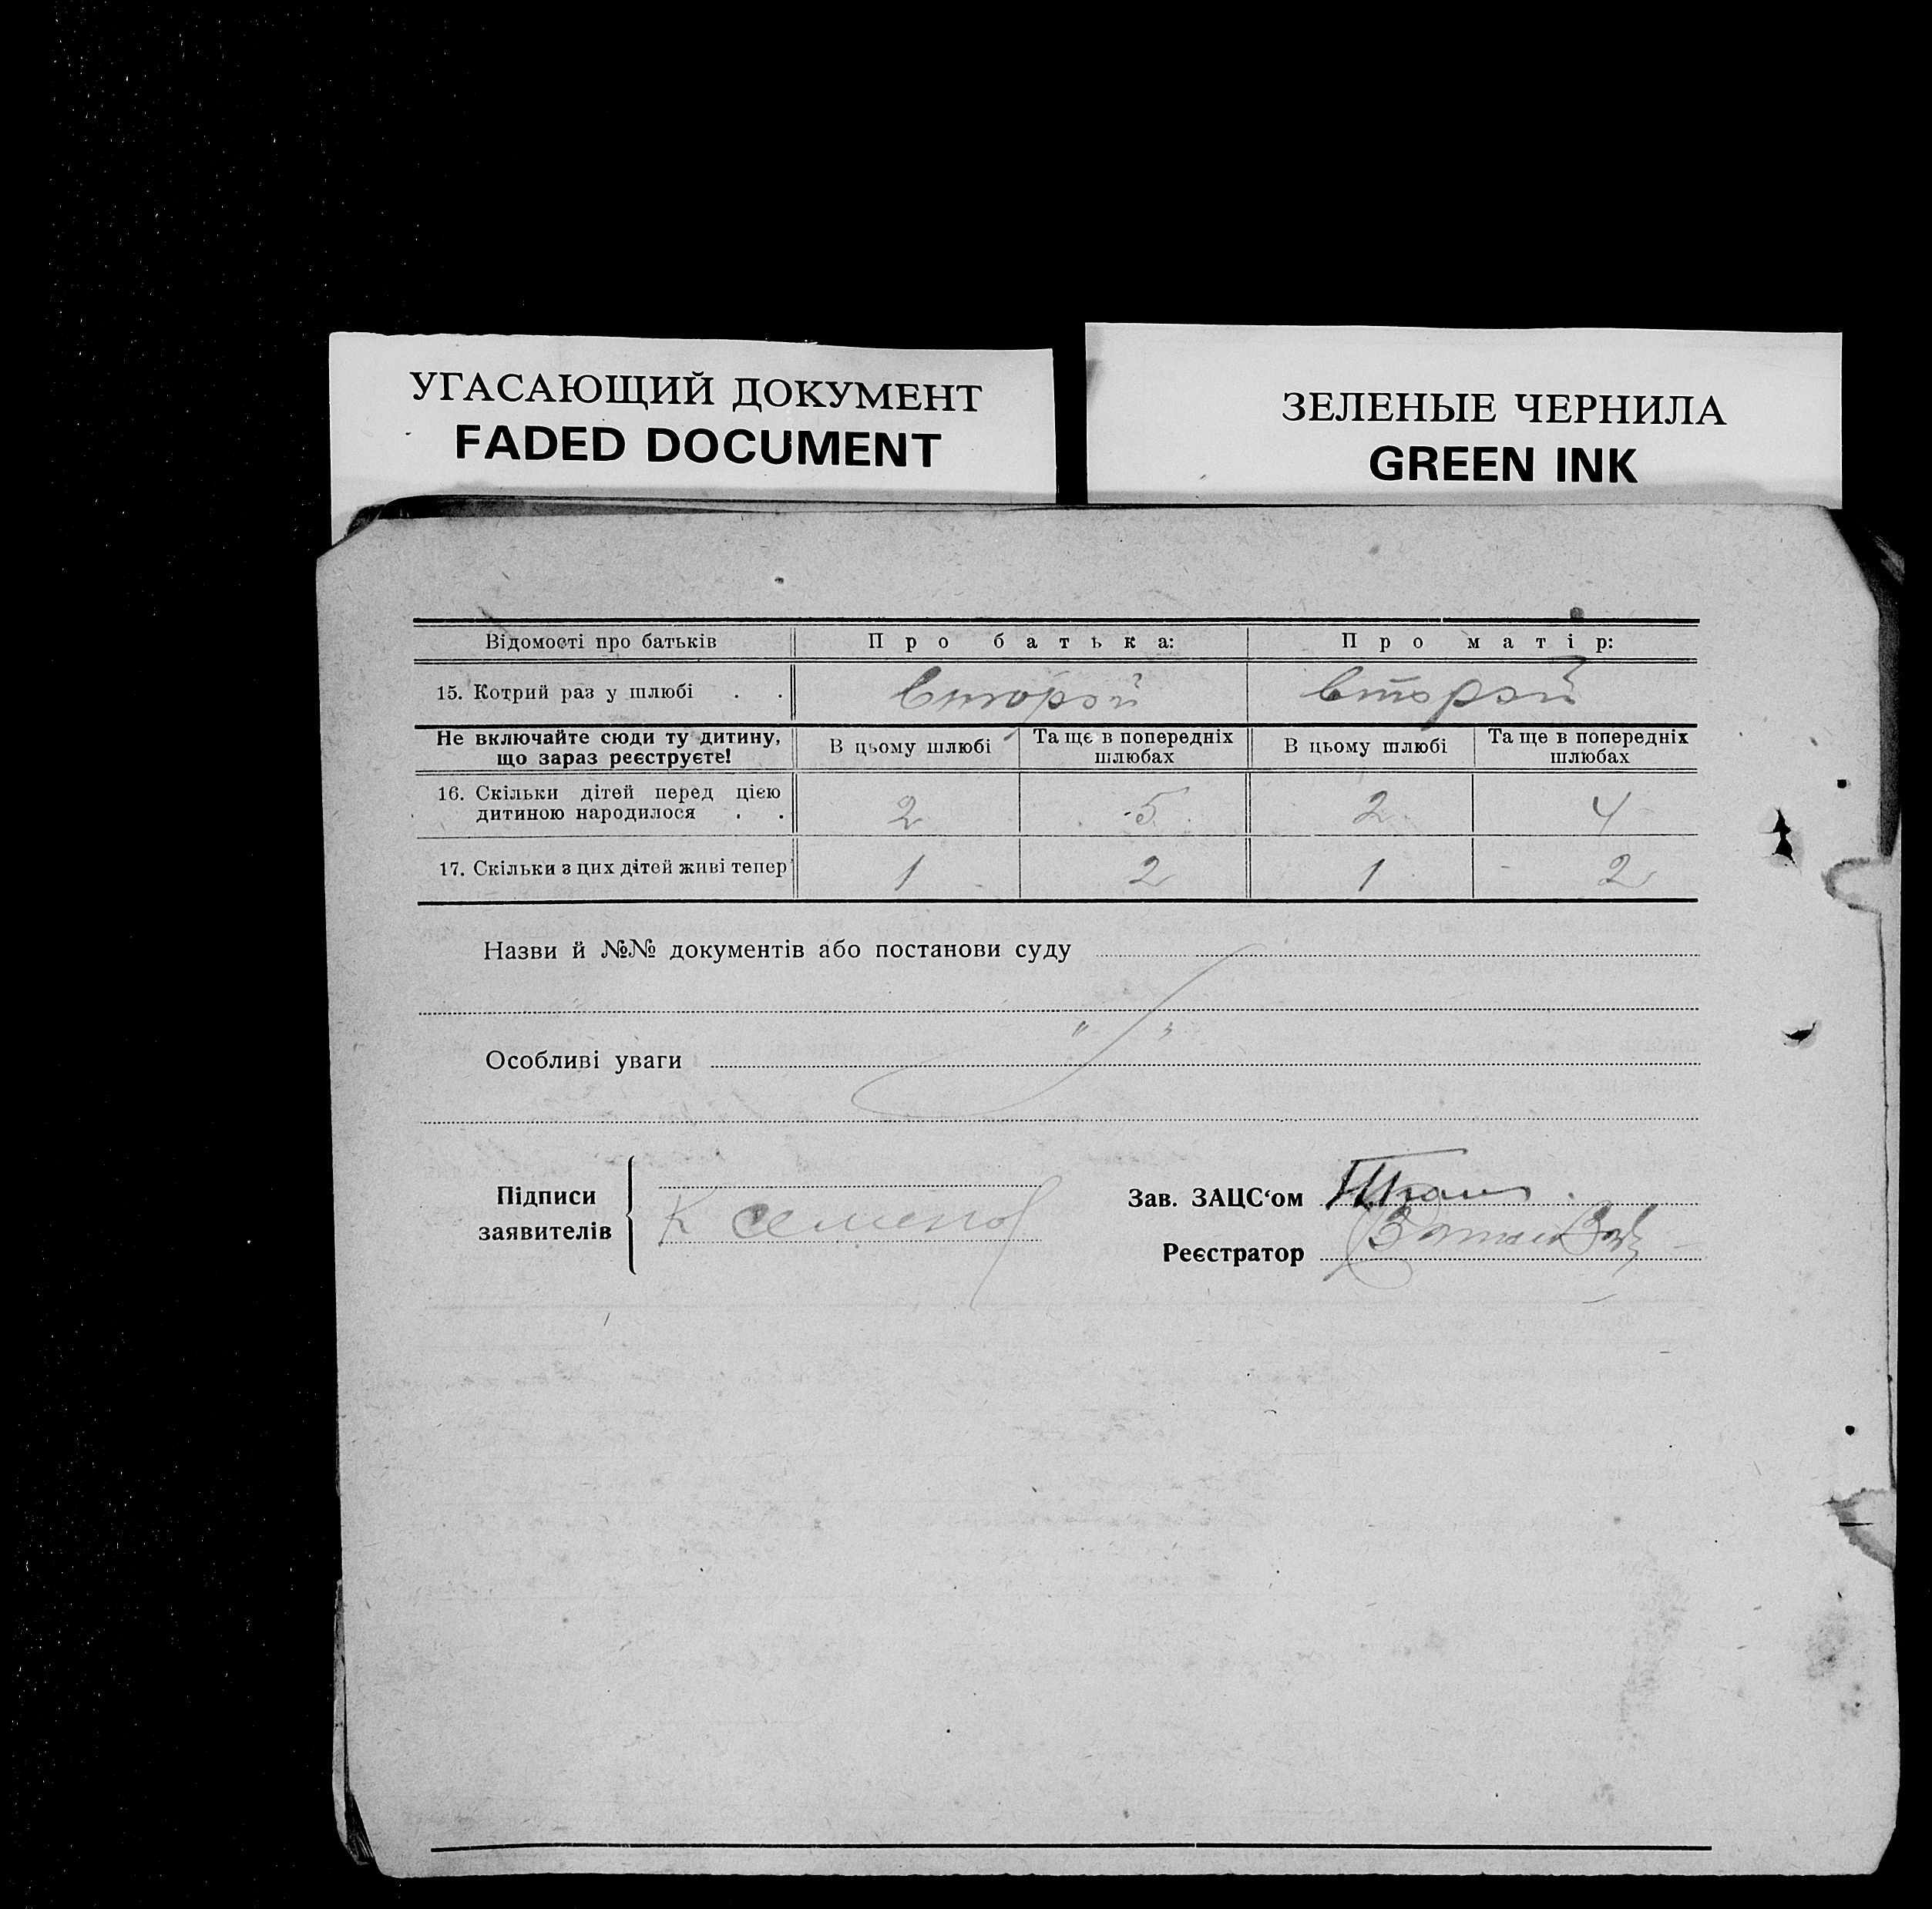 УГАСАЮЩИЙ ДОКУМЕНТ
FADED DOCUMENT
ЗЕЛЕНЫЕ ЧЕРНИЛА
GREEN INK
Відомості про батьків Про батька: Про матір:
15. Котрий раз у шлюбі . . Второй Второй
Не включайте сюди ту дитину, що зараз реєструєте! В цьому шлюбі Та ще в попередніх шлюбах В цьому шлюбі Та ще в попередніх шлюбах
16. Скільки дітей перед цією
дитиною народилося . . 2 5 2 4
17. Скільки з цих дітей живі тепер 1 2 1 2
Назви й №№ документів або постанови суду
Особливі уваги
Підписи
заявителів
К Семенов
Зав. ЗАЦС‘ом
Реєстратор